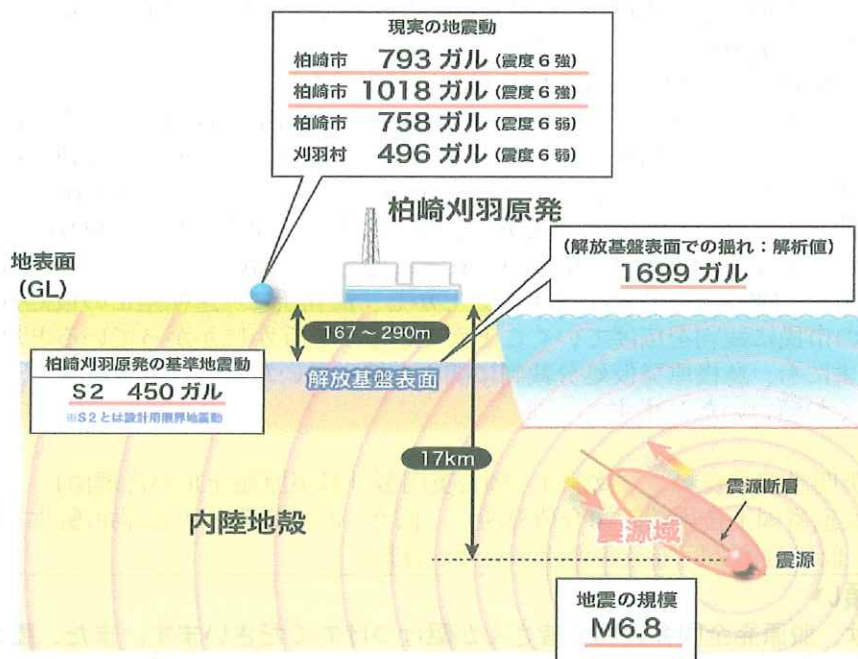 現実の地震動
柏崎市 793 ガル (震度 6 強)
柏崎市 1018 ガル (震度 6 強)
柏崎市 758 ガル (震度 6 弱)
刈羽村 496 ガル (震度 6 弱)
柏崎刈羽原発
(解放基盤表面での揺れ：解析値)
1699 ガル
地表面
(GL)
167〜290m
柏崎刈羽原発の基準地震動
S2 450 ガル
※S2とは設計用限界地震動
解放基盤表面
17km
内陸地殻
震源域
震源断層
震源
地震の規模
M6.8